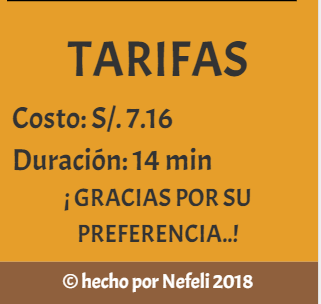 TARIFAS
Costo: S/. 7.16
Duración: 14 min
¡ GRACIAS POR SU
PREFERENCIA..!
© hecho por Nefeli 2018